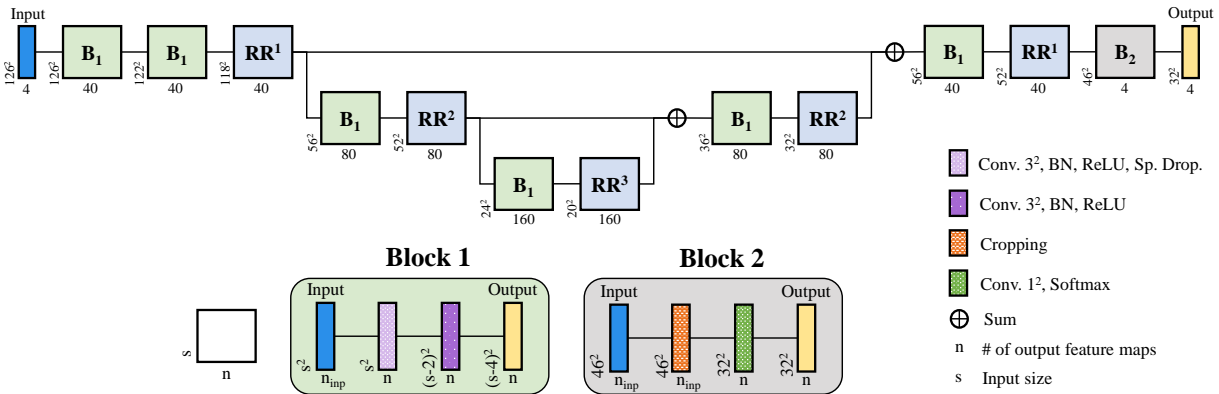 Input
Output
B₁
B₁
RR¹
B₁
RR¹
B₂
126²
126²
122²
118²
56²
52²
46²
32²
4
40
40
40
40
40
4
4
B₁
RR²
B₁
RR²
56²
52²
36²
32²
80
80
80
80
B₁
RR³
24²
20²
160
160
Conv. 3², BN, ReLU, Sp. Drop.
Conv. 3², BN, ReLU
Cropping
Conv. 1², Softmax
Sum
n # of output feature maps
s Input size
Block 1
Input
Output
s²
s²
(s-2)²
(s-4)²
nᵢₙₚ
n
n
n
Block 2
Input
Output
46²
46²
32²
32²
nᵢₙₚ
nᵢₙₚ
n
n
s
n